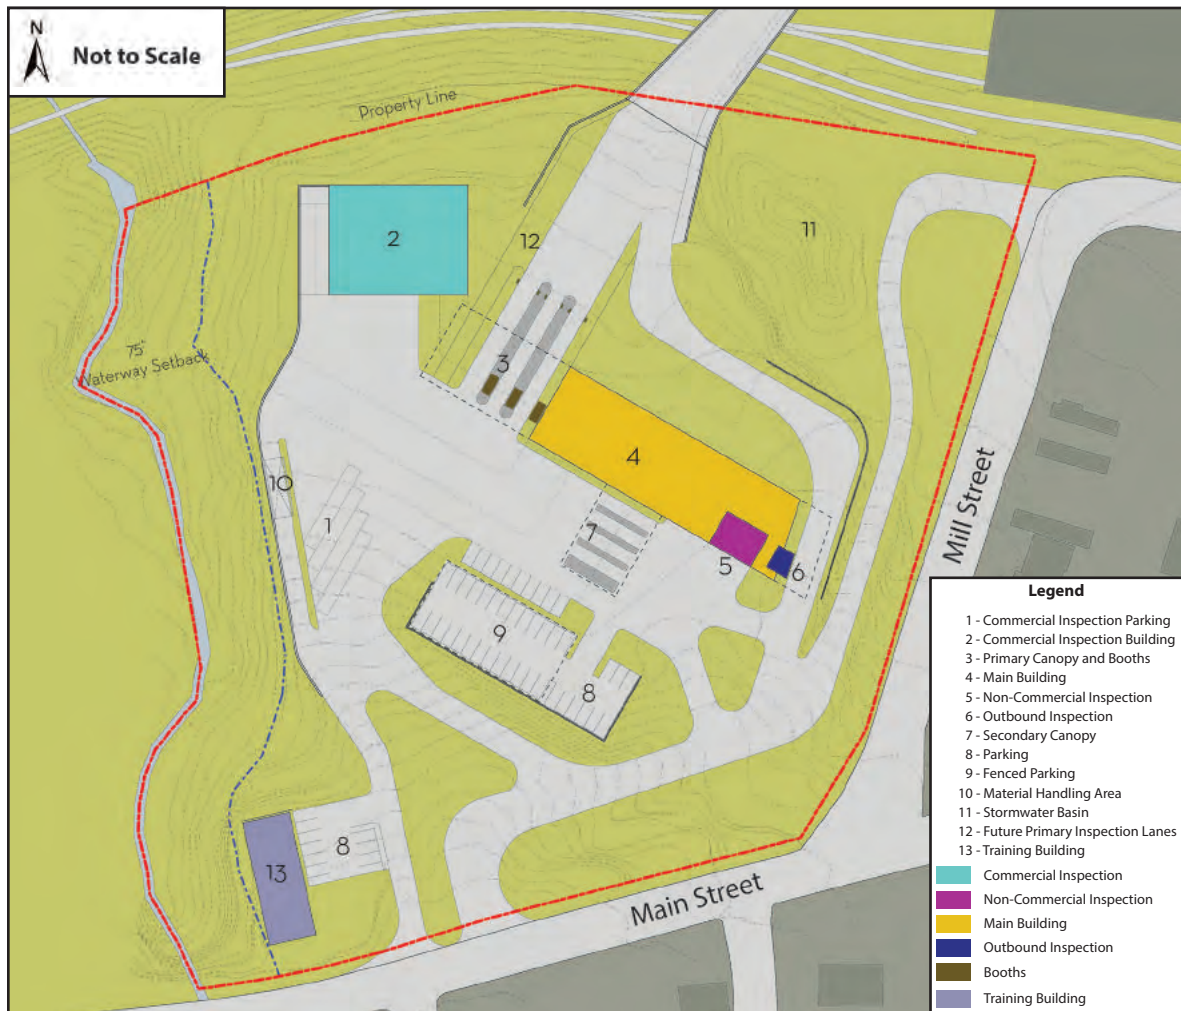 N
Not to Scale
Property Line
2
12
11
75'
Waterway Setback
3
4
10
1
7
5
6
9
8
13
8
Mill Street
Main Street
Legend
1 - Commercial Inspection Parking
2 - Commercial Inspection Building
3 - Primary Canopy and Booths
4 - Main Building
5 - Non-Commercial Inspection
6 - Outbound Inspection
7 - Secondary Canopy
8 - Parking
9 - Fenced Parking
10 - Material Handling Area
11 - Stormwater Basin
12 - Future Primary Inspection Lanes
13 - Training Building
Commercial Inspection
Non-Commercial Inspection
Main Building
Outbound Inspection
Booths
Training Building